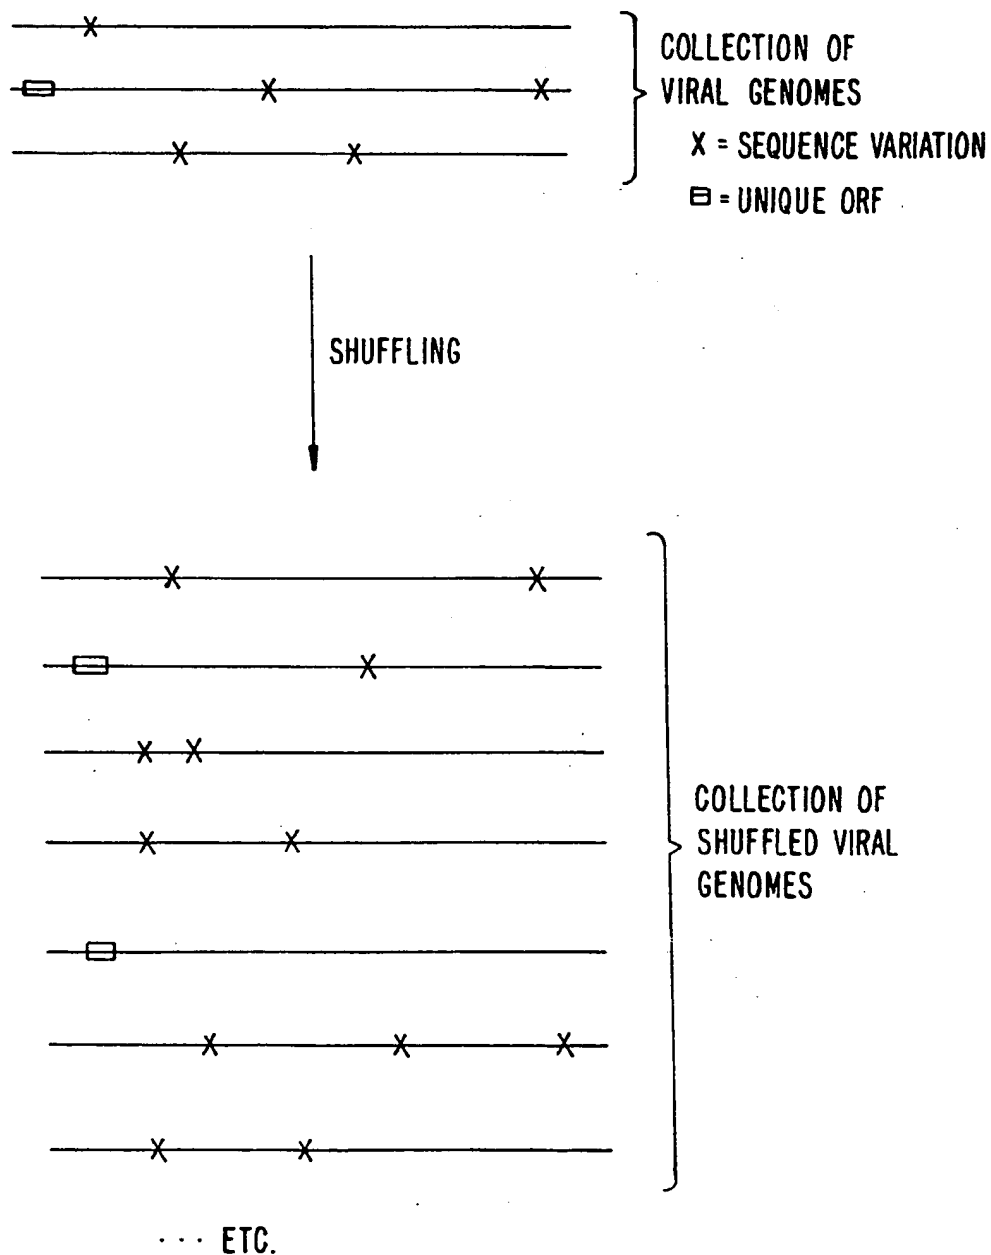 COLLECTION OF
VIRAL GENOMES
X = SEQUENCE VARIATION
= UNIQUE ORF
SHUFFLING
COLLECTION OF
SHUFFLED VIRAL
GENOMES
... ETC.